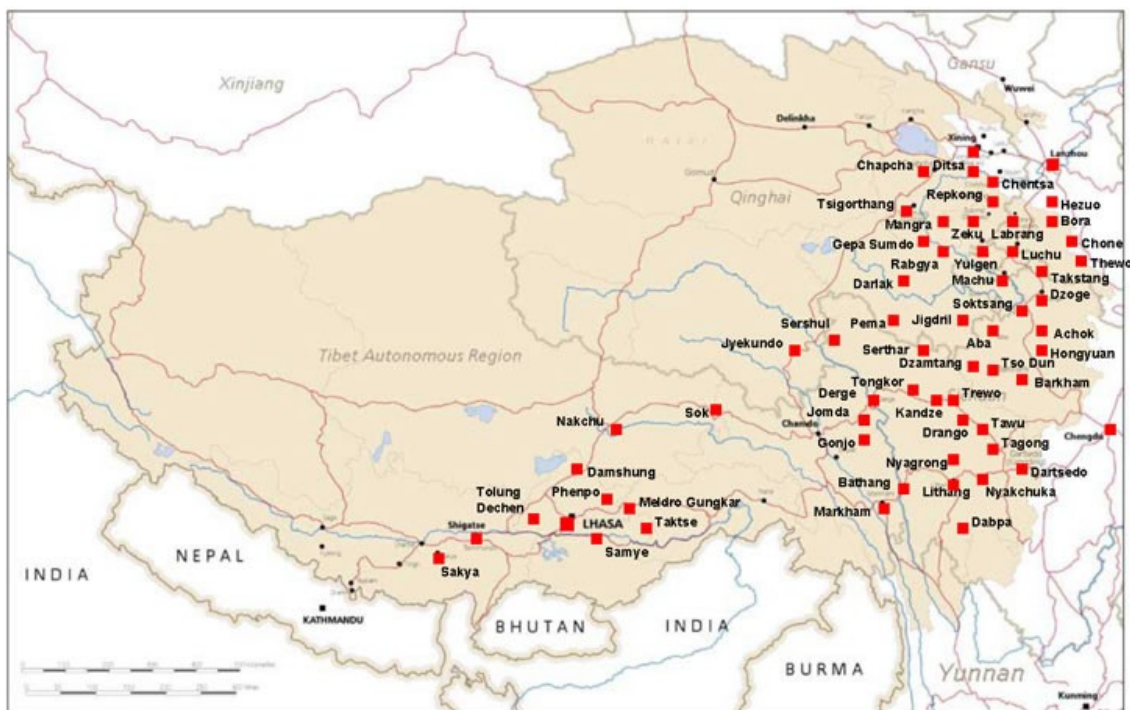 Gansu
Xinjiang
Wuwei
Delinkha
Xining
Lanzhou
Chapcha
Ditsa
Chentsa
Golmud
Qinghai
Repkong
Hezuo
Tsigorthang
Mangra
Zeku
Labrang
Bora
Gepa Sumdo
Chone
Rabgya
Yulgen
Luchu
Thewo
Darlak
Machu
Takstang
Soktsang
Dzoge
Sershul
Pema
Jigdril
Aba
Achok
Jyekundo
Serthar
Hongyuan
Tibet Autonomous Region
Dzamtang
Tso Dun
Barkham
Tongkor
Derge
Trewo
Sok
Jomda
Kandze
Nakchu
Chamdo
Drango
Tawu
Chengdu
Gonjo
Tagong
Damshung
Nyagrong
Dartsedo
Bathang
Lithang
Nyakchuka
Tolung
Dechen
Phenpo
Meldro Gungkar
Markham
Shigatse
LHASA
Taktse
Dabpa
Samye
Sakya
NEPAL
INDIA
KATHMANDU
BHUTAN
INDIA
BURMA
Yunnan
Kunming